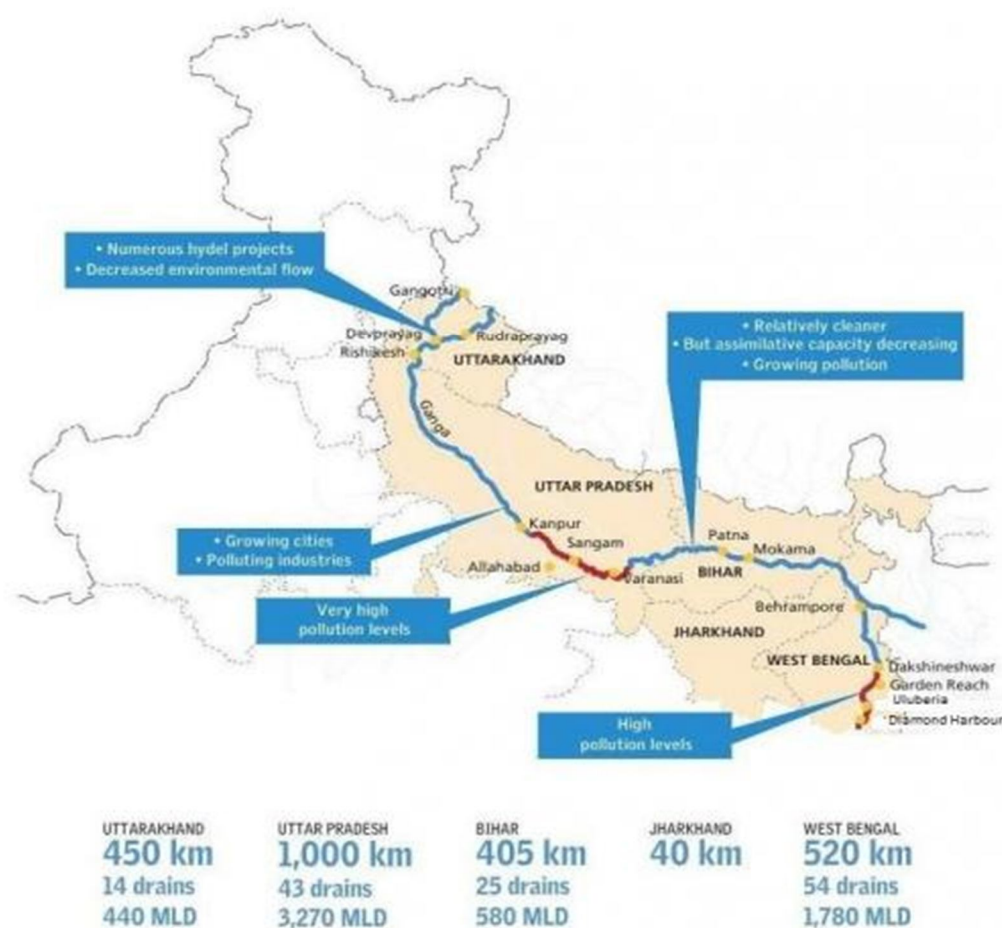 • Numerous hydel projects
• Decreased environmental flow
Gangotri
Devprayag
Rudraprayag
Rishikesh
UTTARAKHAND
• Relatively cleaner
• But assimilative capacity decreasing
• Growing pollution
Ganga
UTTAR PRADESH
• Growing cities
• Polluting industries
Kanpur
Sangam
Allahabad
Varanasi
Patna
Mokama
BIHAR
Very high
pollution levels
Behrampore
JHARKHAND
WEST BENGAL
Dakshineshwar
Garden Reach
Uluberia
Diamond Harbour
High
pollution levels
UTTARAKHAND
450 km
14 drains
440 MLD
UTTAR PRADESH
1,000 km
43 drains
3,270 MLD
BIHAR
405 km
25 drains
580 MLD
JHARKHAND
40 km
WEST BENGAL
520 km
54 drains
1,780 MLD